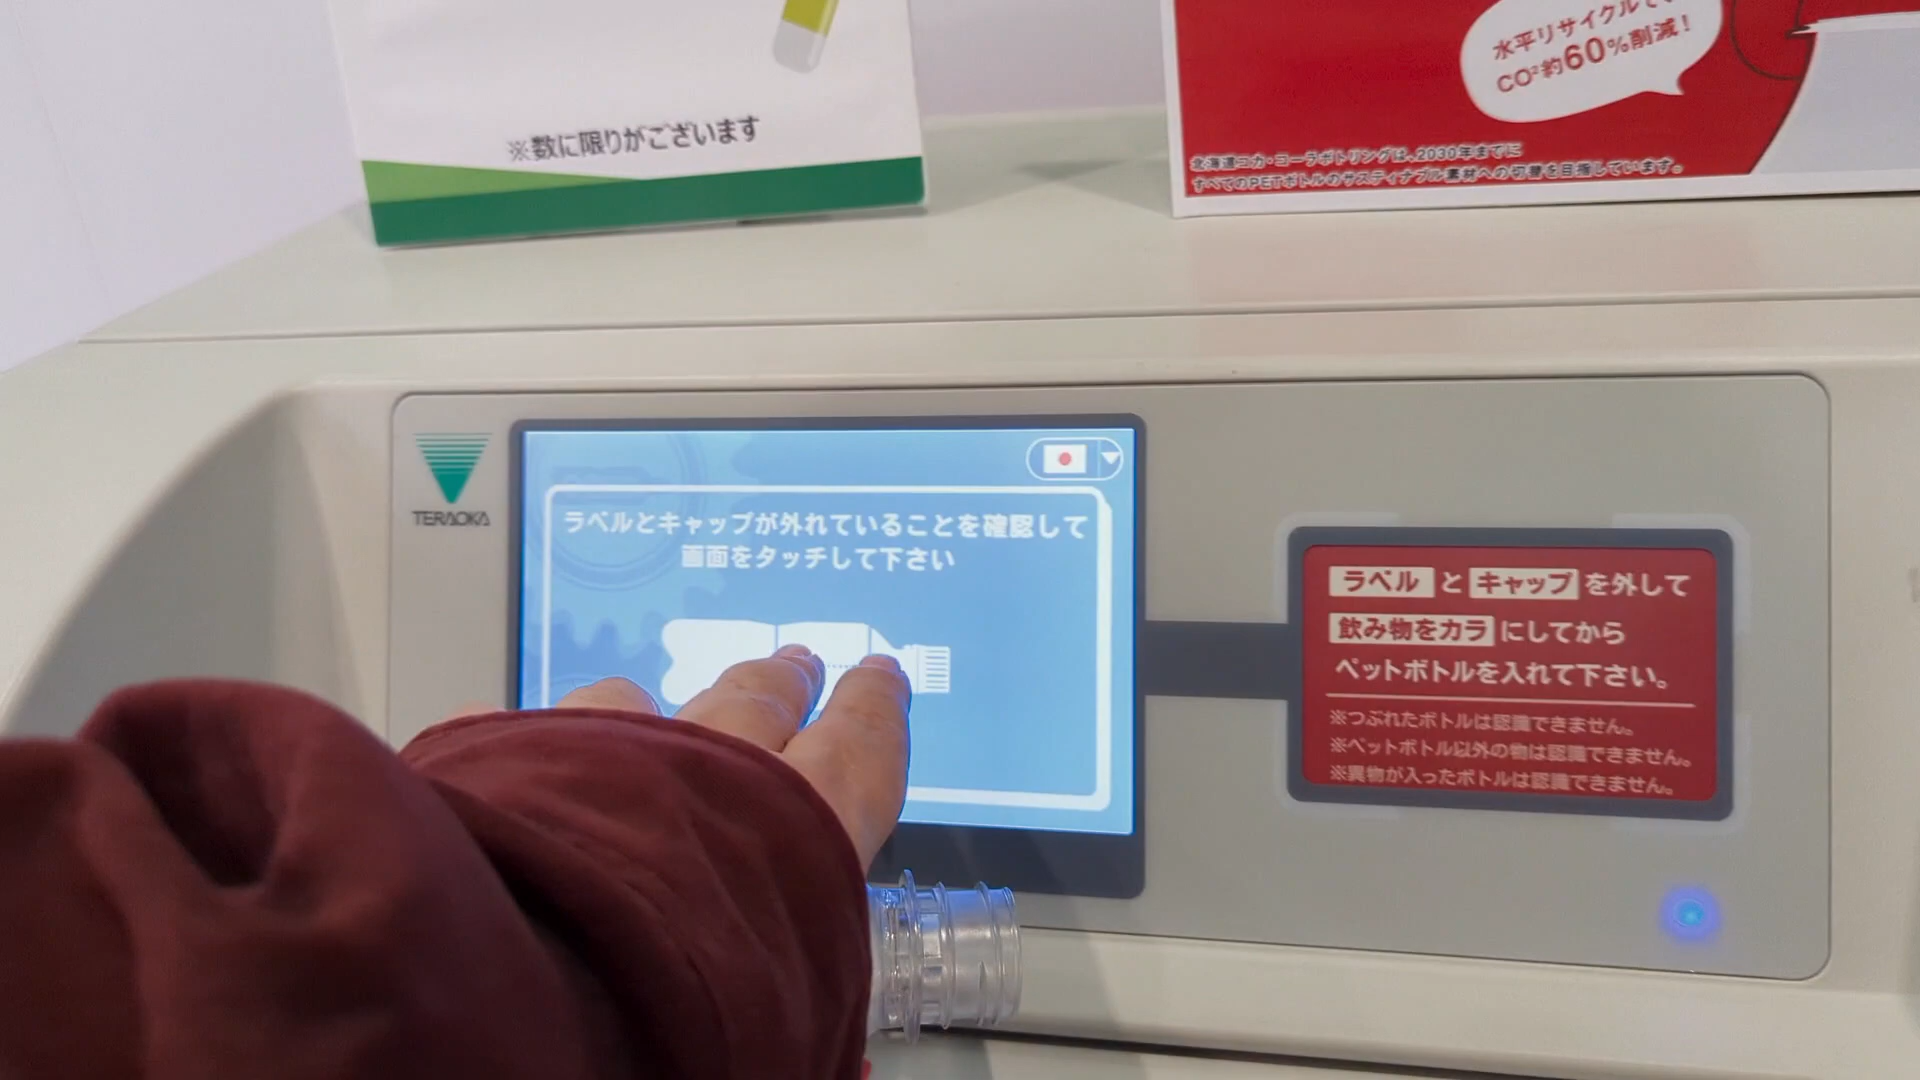 ※数に限りがございます
水平リサイクルで
CO²約60%削減!
北海道コカ・コーラボトリングは、2030年までに
すべてのPETボトルのサスティナブル素材への切替を目指しています。
TERAOKA
ラベルとキャップが外れていることを確認して
画面をタッチして下さい
ラベルとキャップを外して
飲み物をカラにしてから
ペットボトルを入れて下さい。
※つぶれたボトルは認識できません。
※ペットボトル以外の物は認識できません。
※異物が入ったボトルは認識できません。